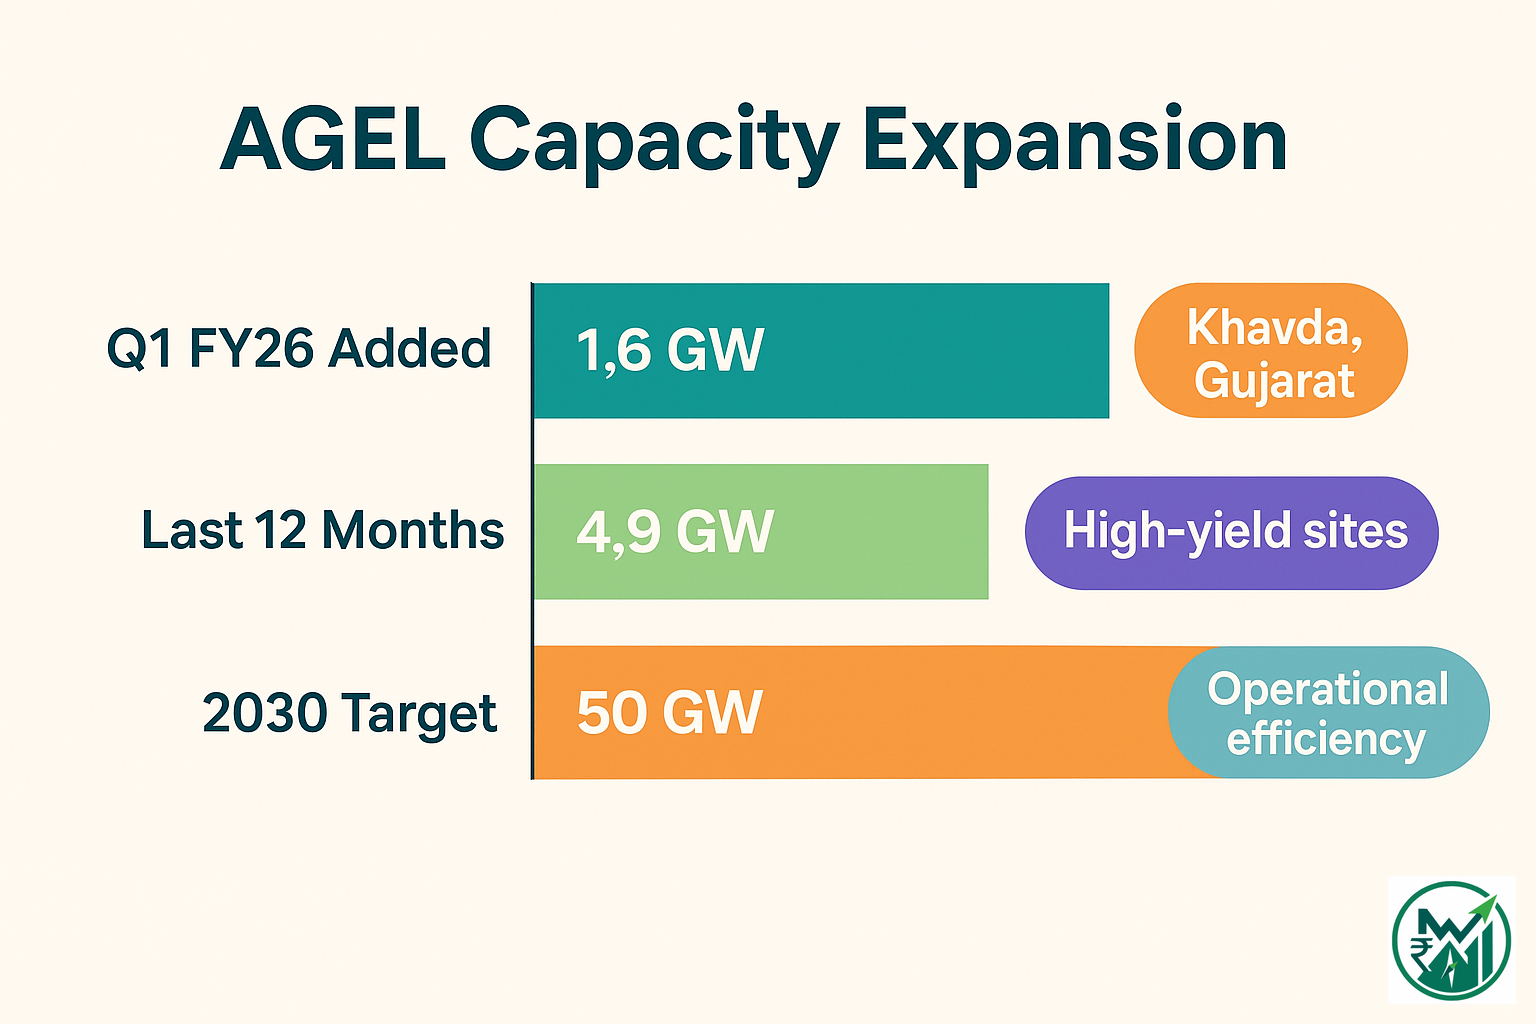 AGEL Capacity Expansion
Q1 FY26 Added
1,6 GW
Khavda,
Gujarat
Last 12 Months
4,9 GW
High-yield sites
2030 Target
50 GW
Operational
efficiency